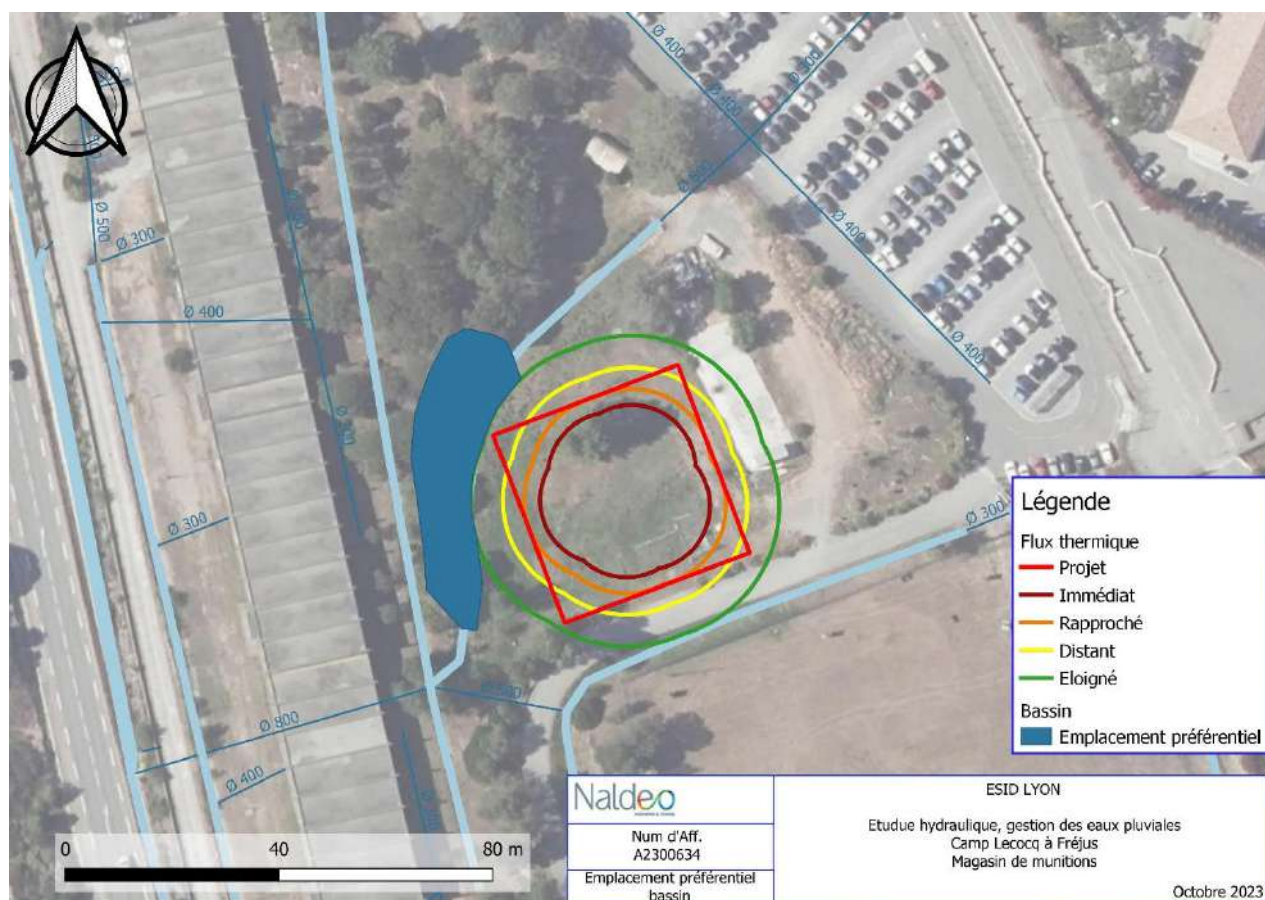 Ø 400
Ø 400
Ø 300
Ø 500
Ø 500
Ø 300
Ø 400
Ø 400
Ø 400
Ø 300
Ø 300
Ø 800
Ø 400
Légende
Flux thermique
Projet
Immédiat
Rapproché
Distant
Eloigné
Bassin
Emplacement préférentiel
0 40 80 m
Naldeo
Num d'Aff.
A2300634
Emplacement préférentiel
bassin
ESID LYON
Etudue hydraulique, gestion des eaux pluviales
Camp Lecocq à Fréjus
Magasin de munitions
Octobre 2023